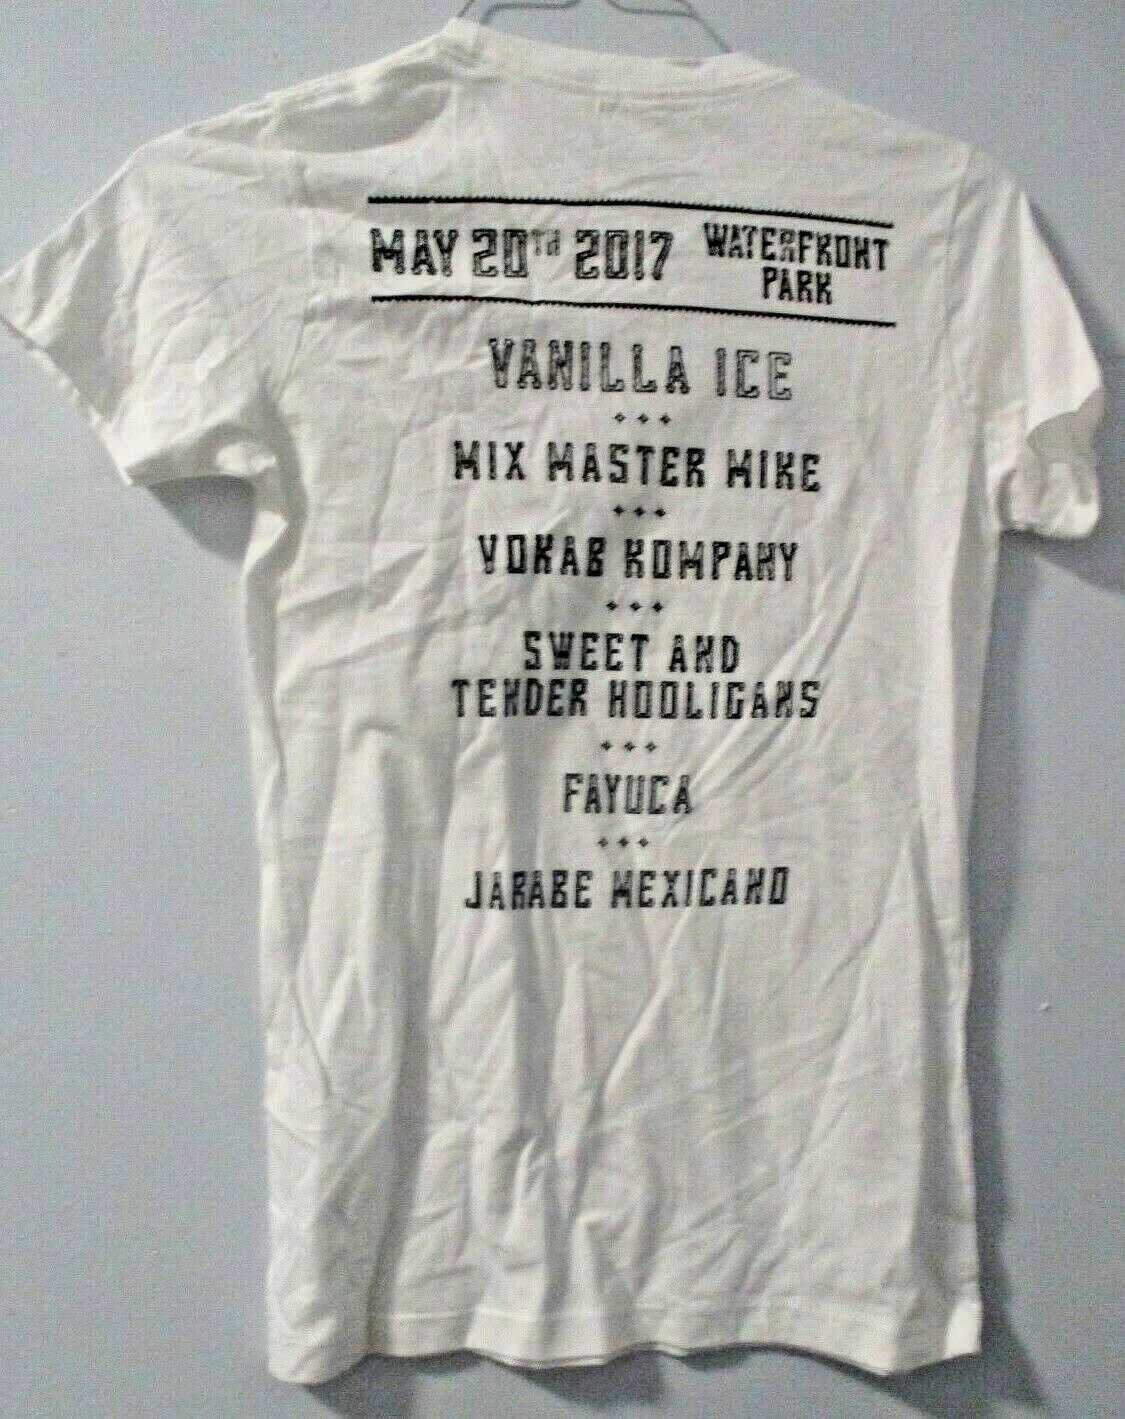 MAY 20TH 2017 WATERFRONT PARK
VANILLA ICE
MIX MASTER MIKE
VOKAB KOMPANY
SWEET AND
TENDER HOOLIGANS
FAYUCA
JARABE MEXICANO